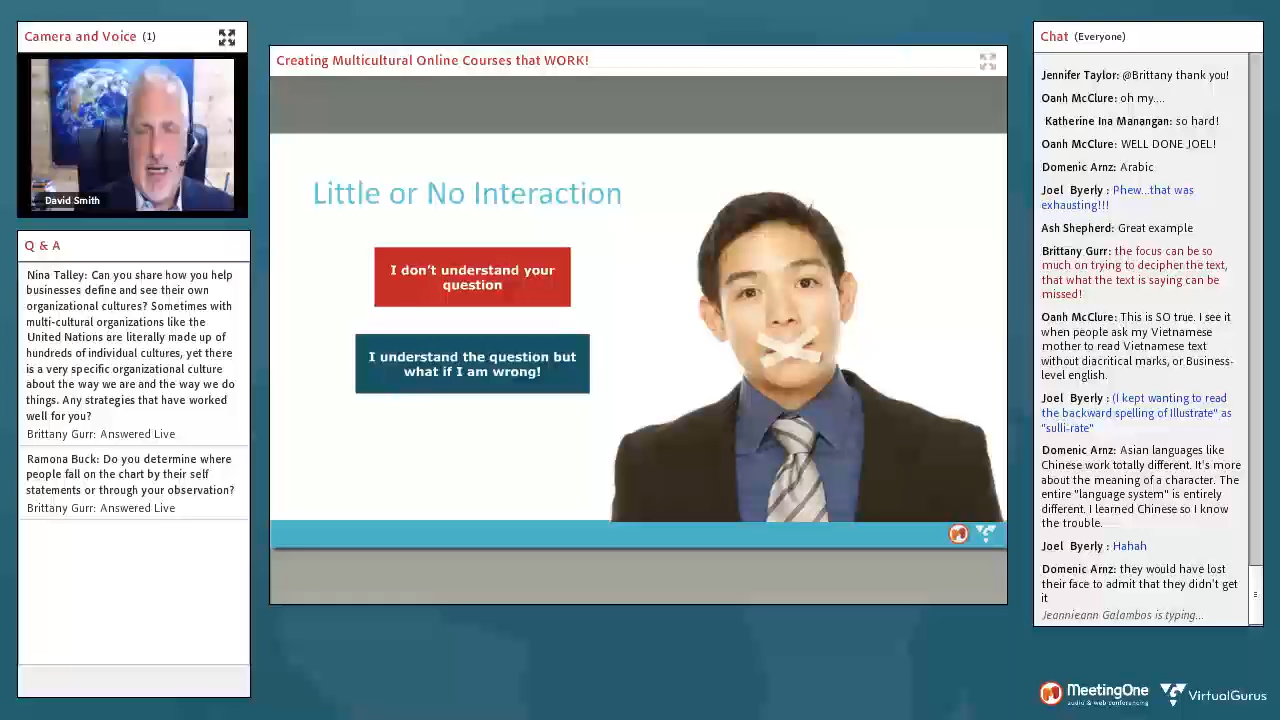 Camera and Voice (1)
David Smith
Q & A
Nina Talley: Can you share how you help
businesses define and see their own
organizational cultures? Sometimes with
multi-cultural organizations like the
United Nations are literally made up of
hundreds of individual cultures, yet there
is a very specific organizational culture
about the way we are and the way we do
things. Any strategies that have worked
well for you?
Brittany Gurr: Answered Live
Ramona Buck: Do you determine where
people fall on the chart by their self
statements or through your observation?
Brittany Gurr: Answered Live
Creating Multicultural Online Courses that WORK!
Little or No Interaction
I don't understand your
question
I understand the question but
what if I am wrong!
Chat (Everyone)
Jennifer Taylor: @Brittany thank you!
Oanh McClure: oh my....
Katherine Ina Manangan: so hard!
Oanh McClure: WELL DONE JOEL!
Domenic Arnz: Arabic
Joel Byerly : Phew...that was
exhausting!!!
Ash Shepherd: Great example
Brittany Gurr: the focus can be so
much on trying to decipher the text,
that what the text is saying can be
missed!
Oanh McClure: This is SO true. I see it
when people ask my Vietnamese
mother to read Vietnamese text
without diacritical marks, or Business-
level english.
Joel Byerly : (I kept wanting to read
the backward spelling of Illustrate" as
"sulli-rate"
Domenic Arnz: Asian languages like
Chinese work totally different. It's more
about the meaning of a character. The
entire "language system" is entirely
different. I learned Chinese so I know
the trouble.
Joel Byerly : Hahah
Domenic Arnz: they would have lost
their face to admit that they didn't get
it
Jeannieann Galambos is typing...
MeetingOne
audio & web conferencing
VirtualGurus